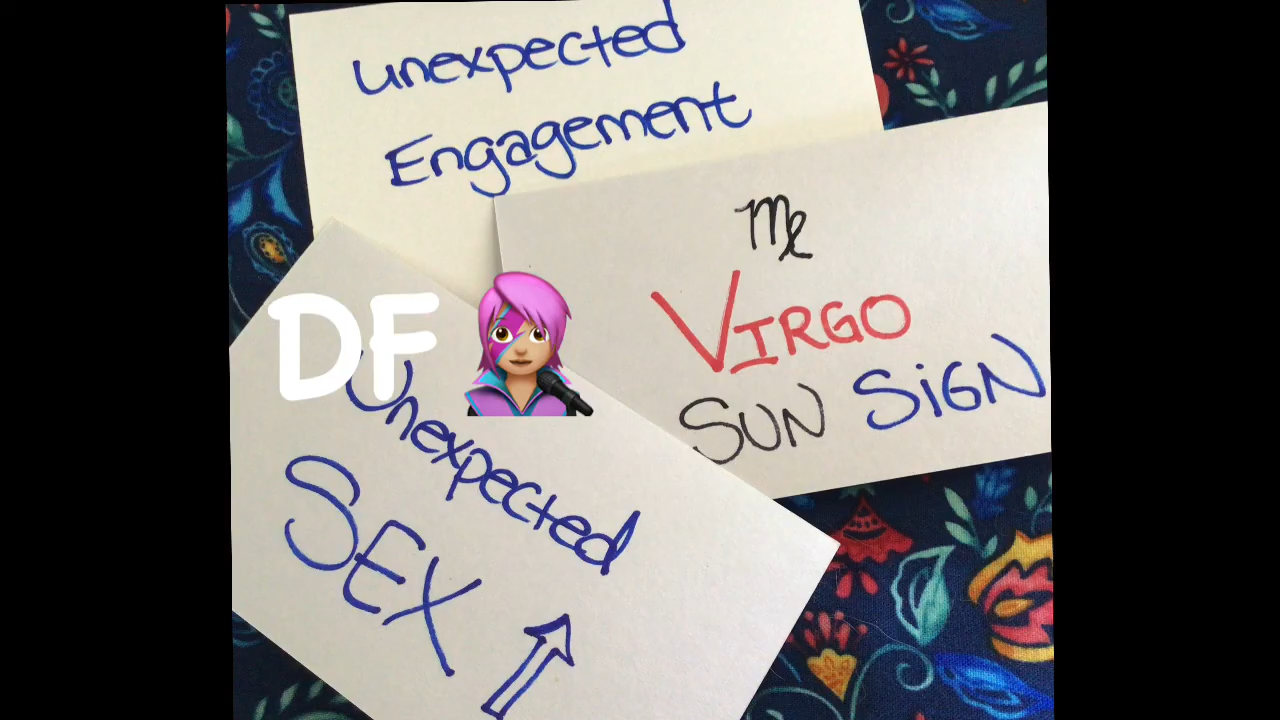 unexpected
Engagement
♍
VIRGO
SUN SiGN
DF
Unexpected
SEX